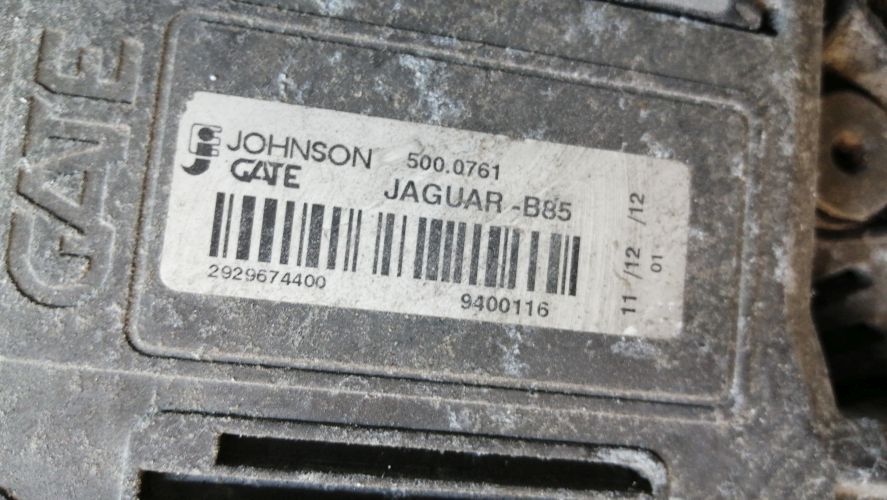 GATE
JOHNSON 500.0761
GATE JAGUAR -B85
2929674400
9400116
11 /12 /12
01